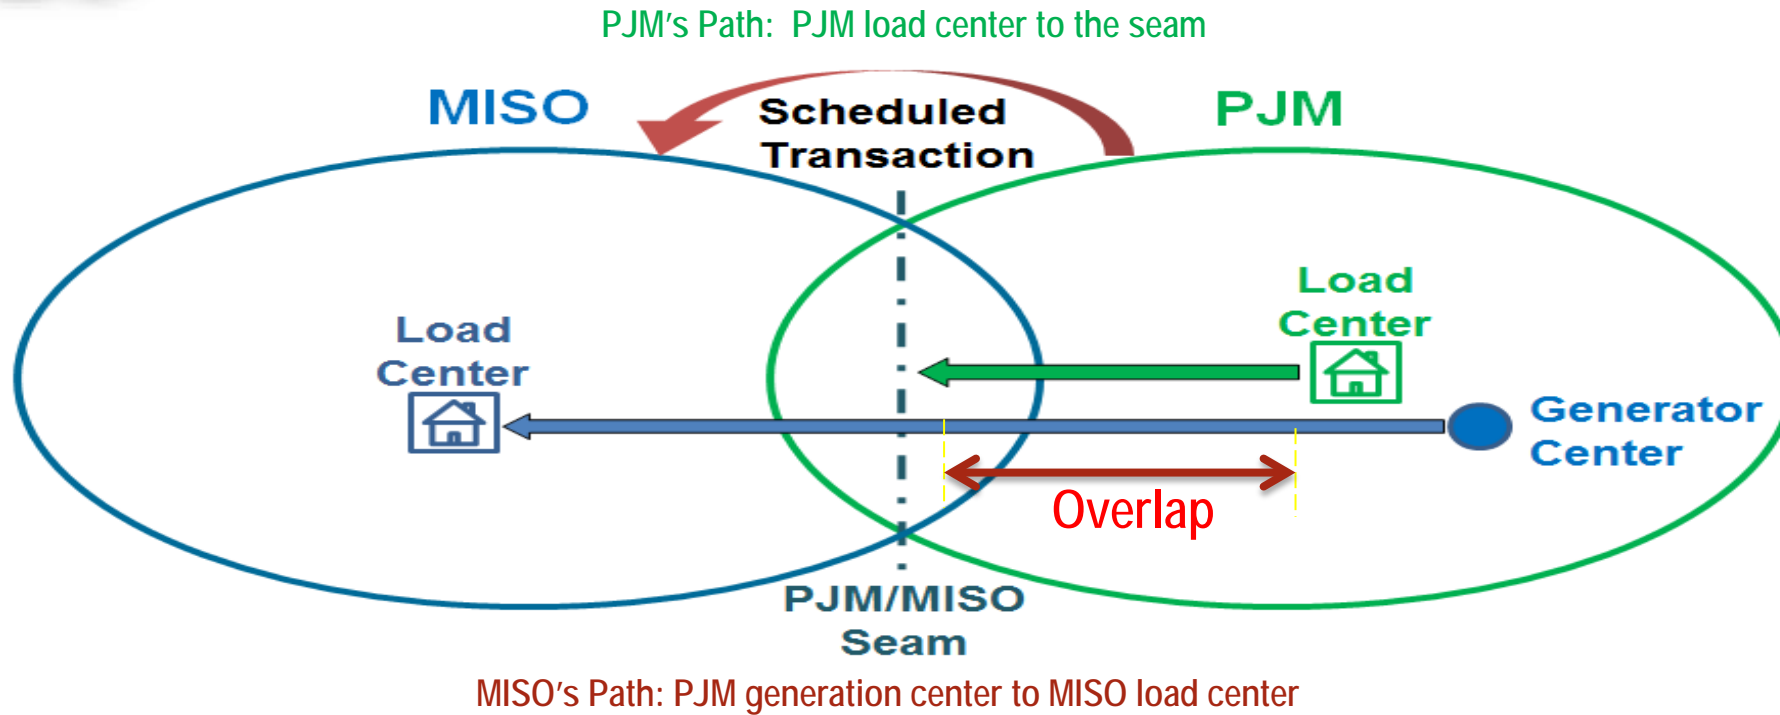 PJM's Path:  PJM load center to the seam
MISO
Scheduled
Transaction
PJM
Load
Center
Load
Center
Generator
Center
Overlap
PJM/MISO
Seam
MISO's Path: PJM generation center to MISO load center